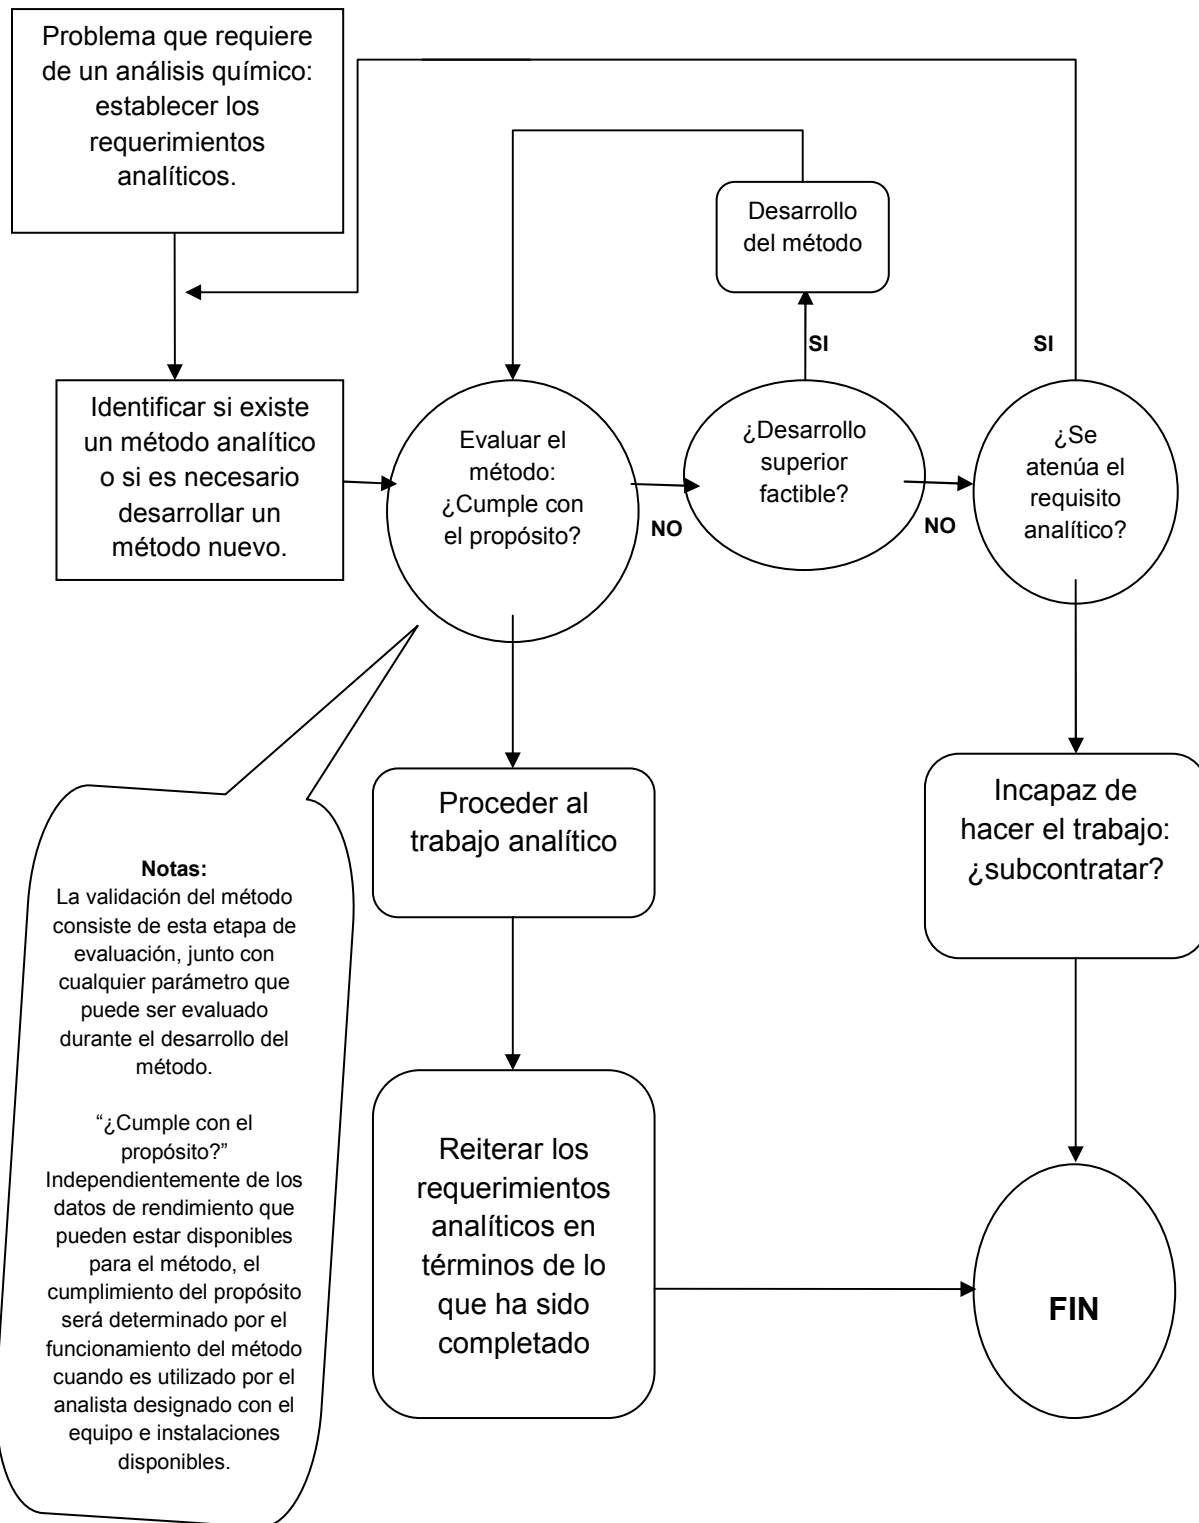 Problema que requiere
de un análisis químico:
establecer los
requerimientos
analíticos.
Desarrollo
del método
SI
SI
Identificar si existe
un método analítico
o si es necesario
desarrollar un
método nuevo.
Evaluar el
método:
¿Cumple con
el propósito?
NO
¿Desarrollo
superior
factible?
NO
¿Se
atenúa el
requisito
analítico?
Proceder al
trabajo analítico
Incapaz de
hacer el trabajo:
¿subcontratar?
Notas:
La validación del método
consiste de esta etapa de
evaluación, junto con
cualquier parámetro que
puede ser evaluado
durante el desarrollo del
método.
“¿Cumple con el
propósito?”
Independientemente de los
datos de rendimiento que
pueden estar disponibles
para el método, el
cumplimiento del propósito
será determinado por el
funcionamiento del método
cuando es utilizado por el
analista designado con el
equipo e instalaciones
disponibles.
Reiterar los
requerimientos
analíticos en
términos de lo
que ha sido
completado
FIN